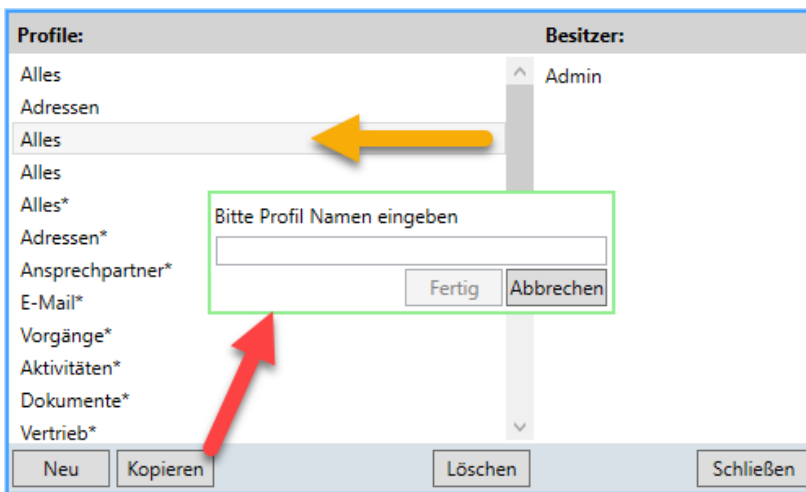 Profile:
Besitzer:
Alles
Admin
Adressen
Alles
Alles
Alles*
Adressen*
Ansprechpartner*
E-Mail*
Vorgänge*
Aktivitäten*
Dokumente*
Vertrieb*
Bitte Profil Namen eingeben
Fertig
Abbrechen
Neu
Kopieren
Löschen
Schließen